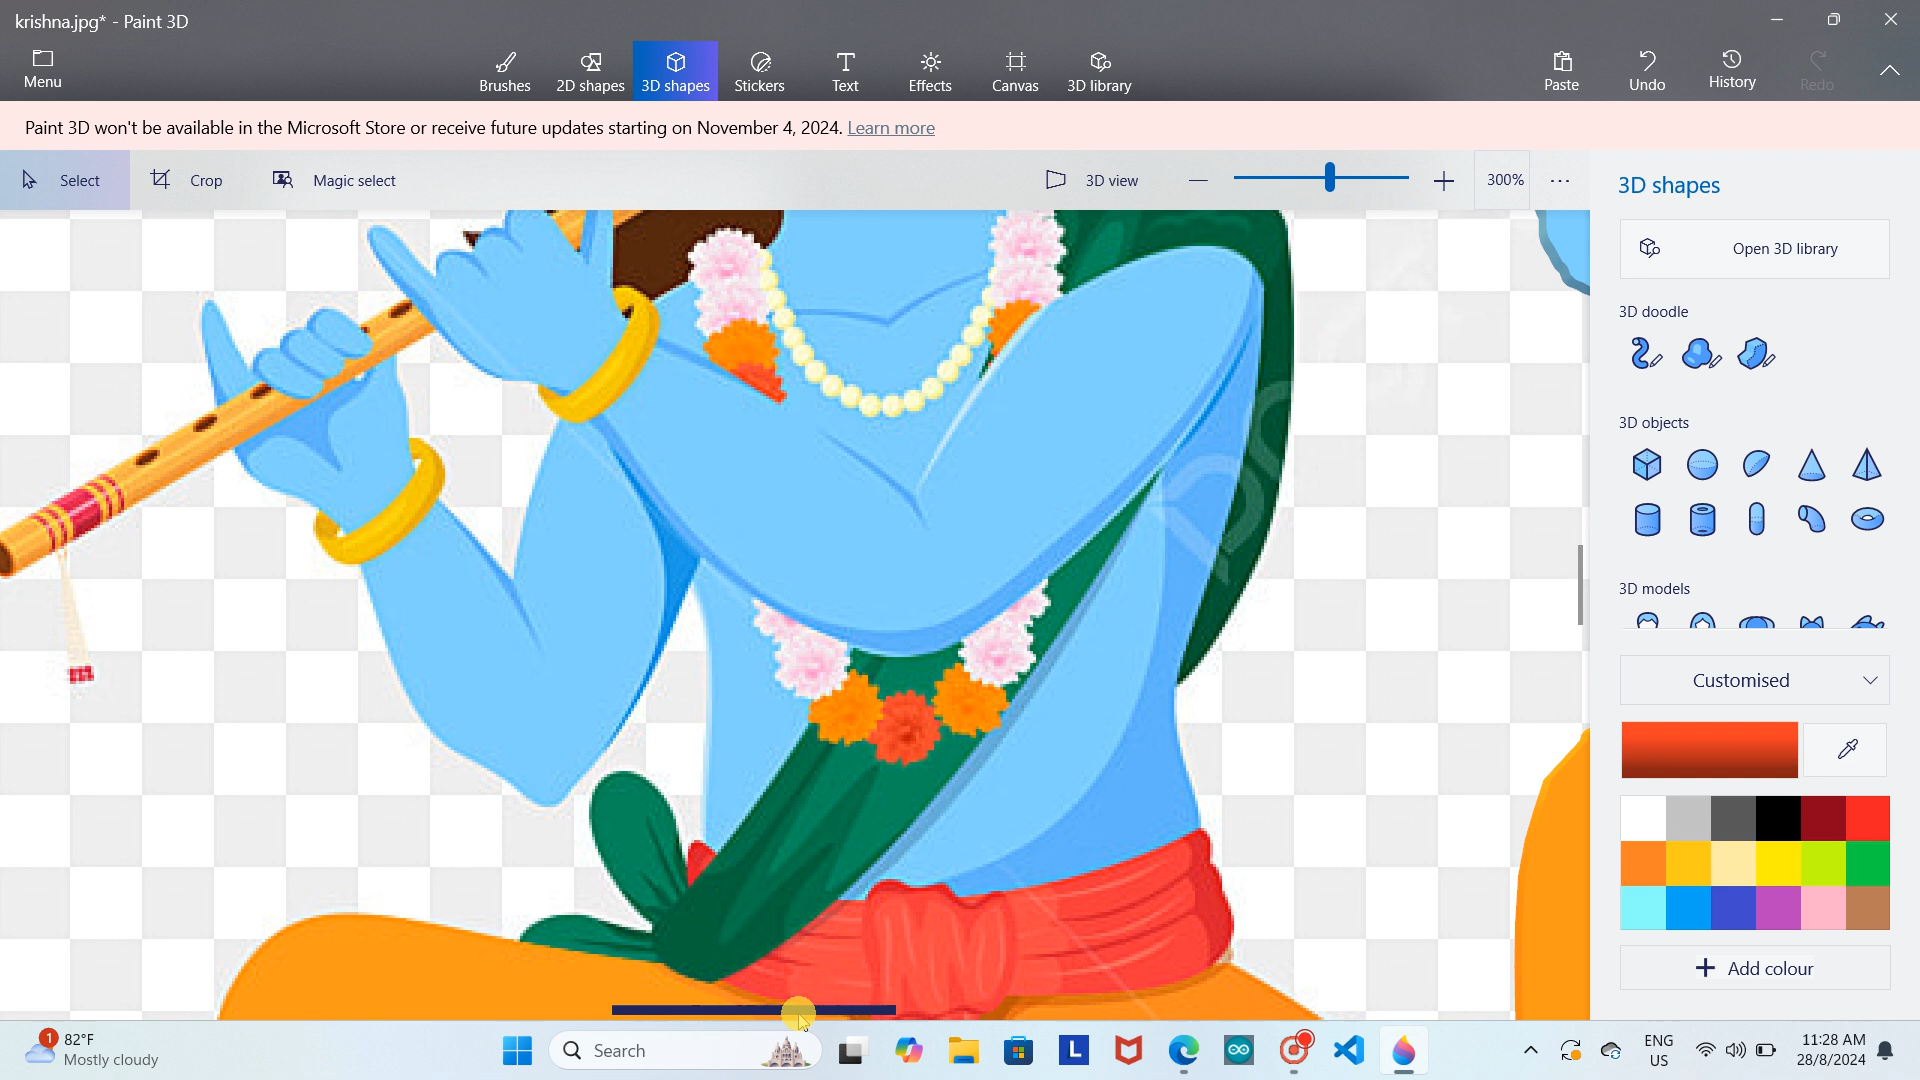 krishna.jpg* - Paint 3D
Menu
Brushes
2D shapes
3D shapes
Stickers
Text
Effects
Canvas
3D library
Paste
Undo
History
Redo
Paint 3D won't be available in the Microsoft Store or receive future updates starting on November 4, 2024. Learn more
Select
Crop
Magic select
3D view
300%
3D shapes
Open 3D library
3D doodle
3D objects
3D models
Customised
Add colour
1
82°F
Mostly cloudy
Search
L
ENG
US
11:28 AM
28/8/2024